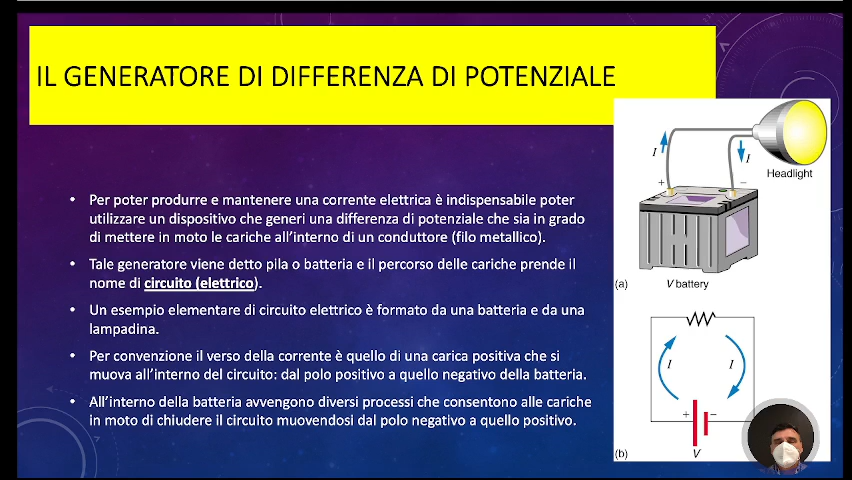 IL GENERATORE DI DIFFERENZA DI POTENZIALE
• Per poter produrre e mantenere una corrente elettrica è indispensabile poter
utilizzare un dispositivo che generi una differenza di potenziale che sia in grado
di mettere in moto le cariche all'interno di un conduttore (filo metallico).
• Tale generatore viene detto pila o batteria e il percorso delle cariche prende il
nome di circuito (elettrico).
• Un esempio elementare di circuito elettrico è formato da una batteria e da una
lampadina.
• Per convenzione il verso della corrente è quello di una carica positiva che si
muova all'interno del circuito: dal polo positivo a quello negativo della batteria.
• All'interno della batteria avvengono diversi processi che consentono alle cariche
in moto di chiudere il circuito muovendosi dal polo negativo a quello positivo.
I
I
Headlight
+
−
(a)
V battery
I
I
+
−
(b)
V